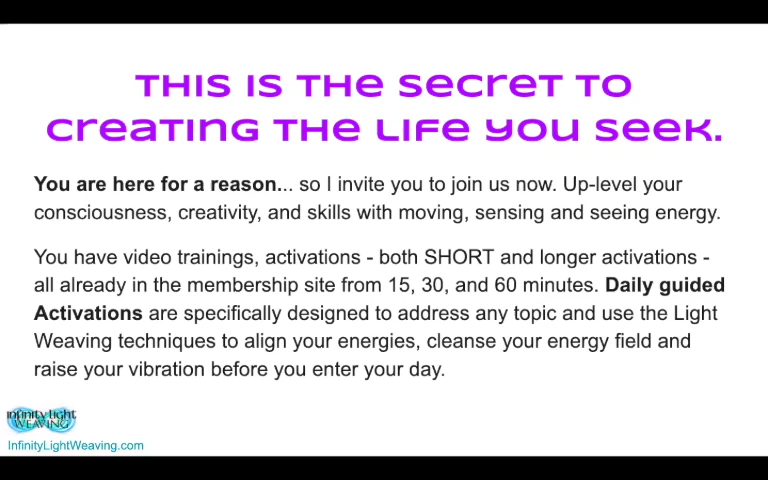 THIS IS THE SECRET TO
CREATING THE LIFE YOU SEEK.
You are here for a reason... so I invite you to join us now. Up-level your
consciousness, creativity, and skills with moving, sensing and seeing energy.
You have video trainings, activations - both SHORT and longer activations -
all already in the membership site from 15, 30, and 60 minutes. Daily guided
Activations are specifically designed to address any topic and use the Light
Weaving techniques to align your energies, cleanse your energy field and
raise your vibration before you enter your day.
infinity light
WEAVING
InfinityLightWeaving.com